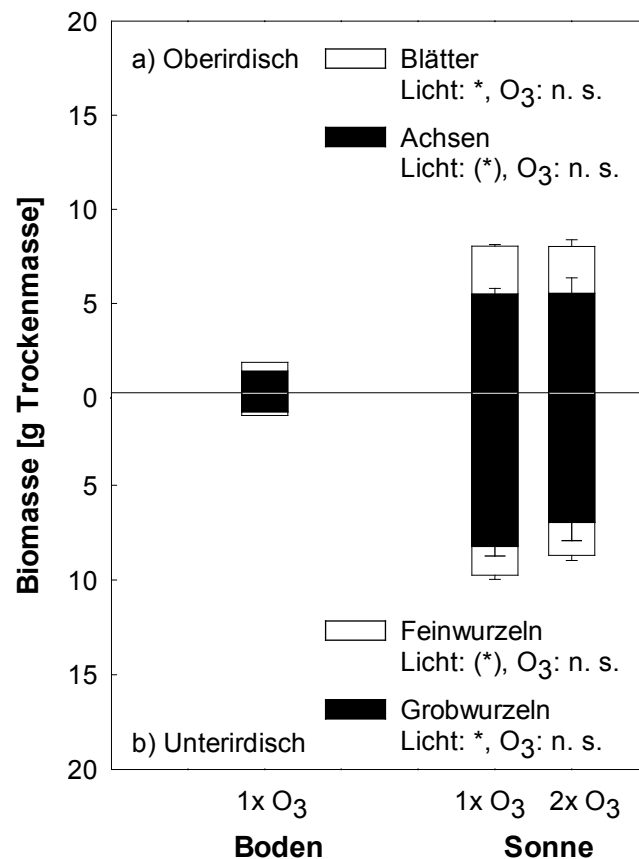 Biomasse [g Trockenmasse]
20
15
10
5
0
5
10
15
20
a) Oberirdisch
Blätter
Licht: *, O3: n. s.
Achsen
Licht: (*), O3: n. s.
Feinwurzeln
Licht: (*), O3: n. s.
Grobwurzeln
Licht: *, O3: n. s.
b) Unterirdisch
1x O3
1x O3
2x O3
Boden
Sonne